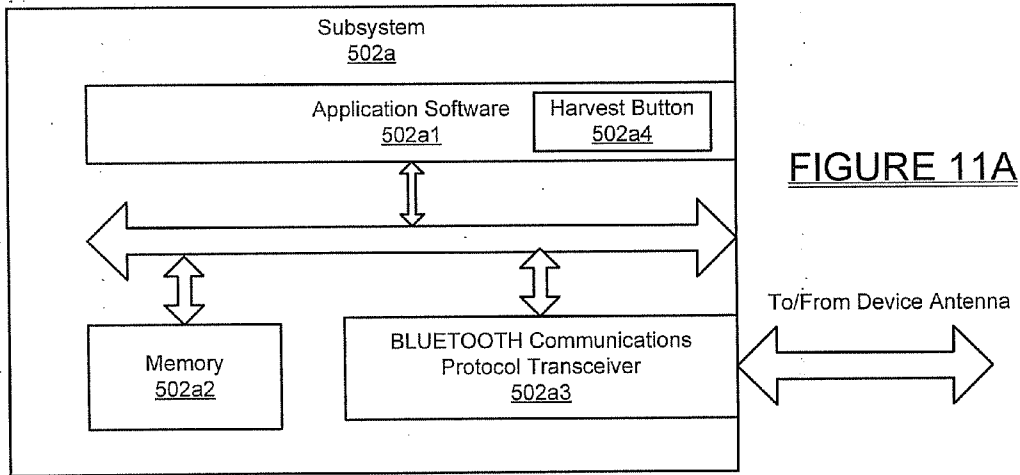 Subsystem
502a
Application Software
502a1
Harvest Button
502a4
FIGURE 11A
To/From Device Antenna
Memory
502a2
BLUETOOTH Communications
Protocol Transceiver
502a3